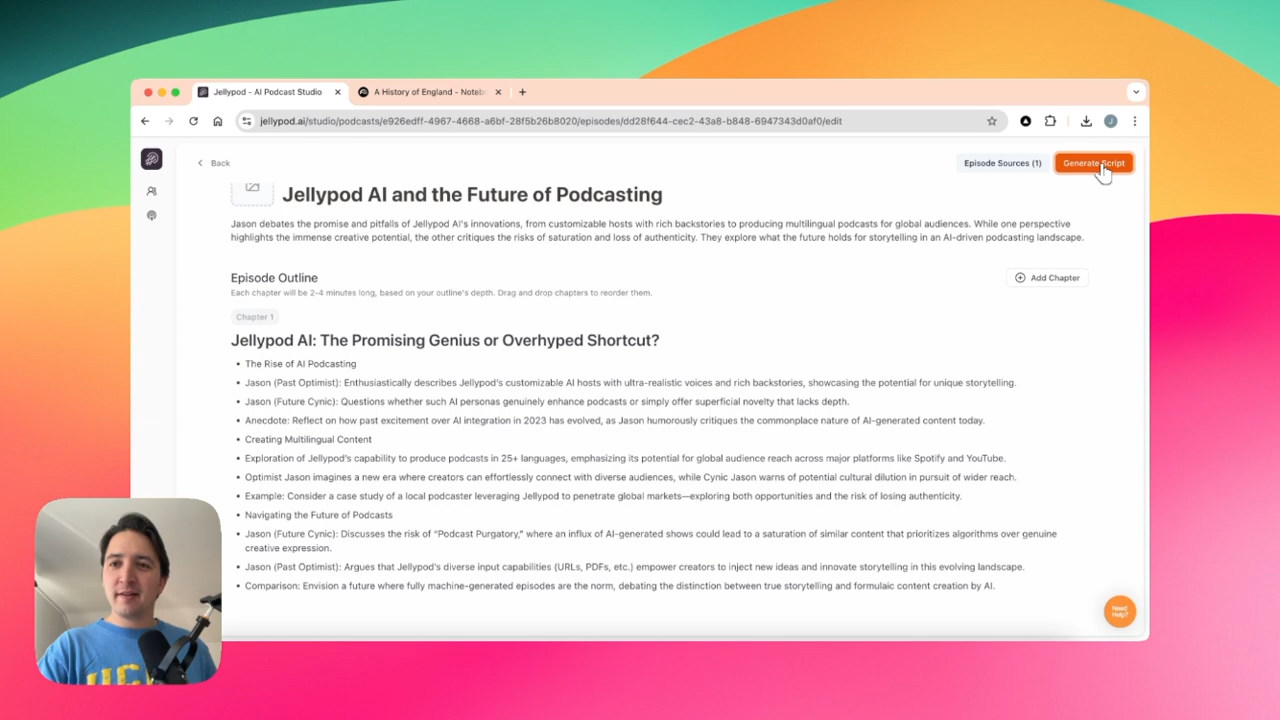 Jellypod - AI Podcast Studio
A History of England - Noteb
jellypod.ai/studio/podcasts/e926edff-4967-4668-a6bf-28f5b26b8020/episodes/dd28f644-cec2-43a8-b848-6947343d0af0/edit
Back
Episode Sources (1)
Generate Script
Jellypod AI and the Future of Podcasting
Jason debates the promise and pitfalls of Jellypod AI's innovations, from customizable hosts with rich backstories to producing multilingual podcasts for global audiences. While one perspective
highlights the immense creative potential, the other critiques the risks of saturation and loss of authenticity. They explore what the future holds for storytelling in an AI-driven podcasting landscape.
Episode Outline
Add Chapter
Each chapter will be 2-4 minutes long, based on your outline's depth. Drag and drop chapters to reorder them.
Chapter 1
Jellypod AI: The Promising Genius or Overhyped Shortcut?
• The Rise of AI Podcasting
• Jason (Past Optimist): Enthusiastically describes Jellypod's customizable AI hosts with ultra-realistic voices and rich backstories, showcasing the potential for unique storytelling.
• Jason (Future Cynic): Questions whether such AI personas genuinely enhance podcasts or simply offer superficial novelty that lacks depth.
• Anecdote: Reflect on how past excitement over AI integration in 2023 has evolved, as Jason humorously critiques the commonplace nature of AI-generated content today.
• Creating Multilingual Content
• Exploration of Jellypod's capability to produce podcasts in 25+ languages, emphasizing its potential for global audience reach across major platforms like Spotify and YouTube.
• Optimist Jason imagines a new era where creators can effortlessly connect with diverse audiences, while Cynic Jason warns of potential cultural dilution in pursuit of wider reach.
• Example: Consider a case study of a local podcaster leveraging Jellypod to penetrate global markets—exploring both opportunities and the risk of losing authenticity.
• Navigating the Future of Podcasts
• Jason (Future Cynic): Discusses the risk of "Podcast Purgatory," where an influx of AI-generated shows could lead to a saturation of similar content that prioritizes algorithms over genuine
creative expression.
• Jason (Past Optimist): Argues that Jellypod's diverse input capabilities (URLs, PDFs, etc.) empower creators to inject new ideas and innovate storytelling in this evolving landscape.
• Comparison: Envision a future where fully machine-generated episodes are the norm, debating the distinction between true storytelling and formulaic content creation by AI.
Need
Help?
J